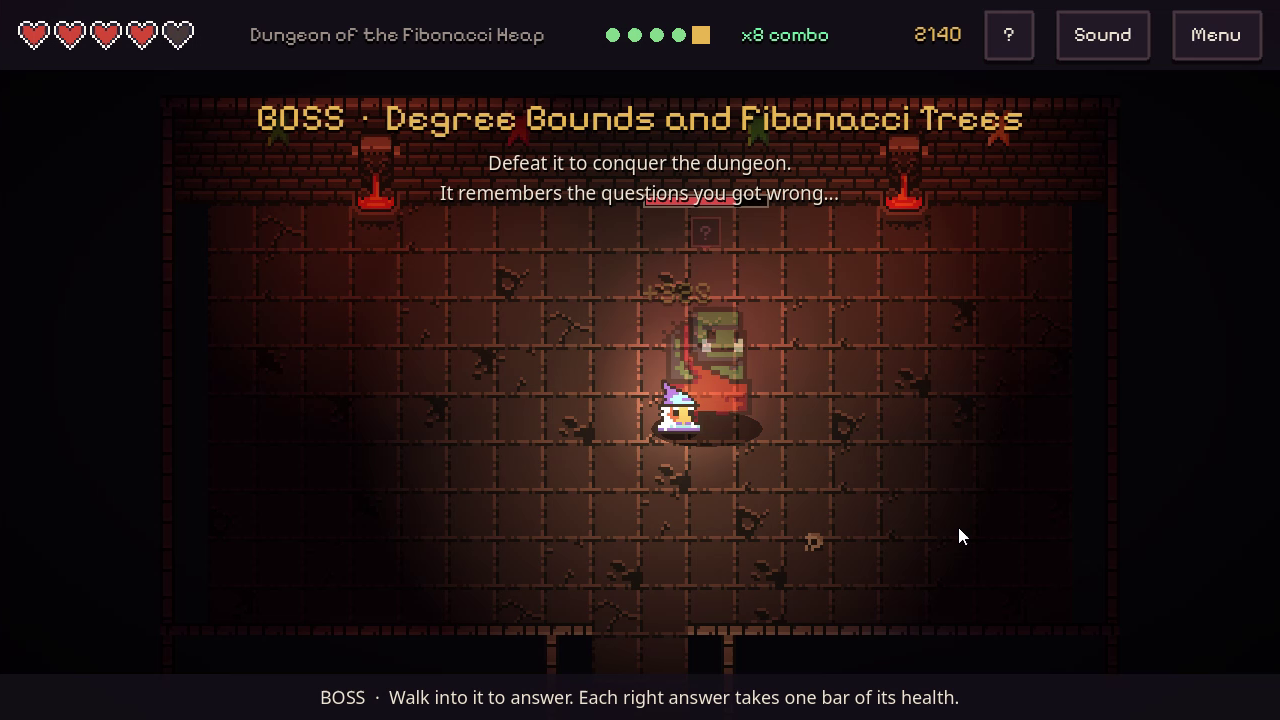 Dungeon of the Fibonacci Heap
x8 combo
2140
?
Sound
Menu
BOSS · Degree Bounds and Fibonacci Trees
Defeat it to conquer the dungeon.
It remembers the questions you got wrong...
?
BOSS · Walk into it to answer. Each right answer takes one bar of its health.